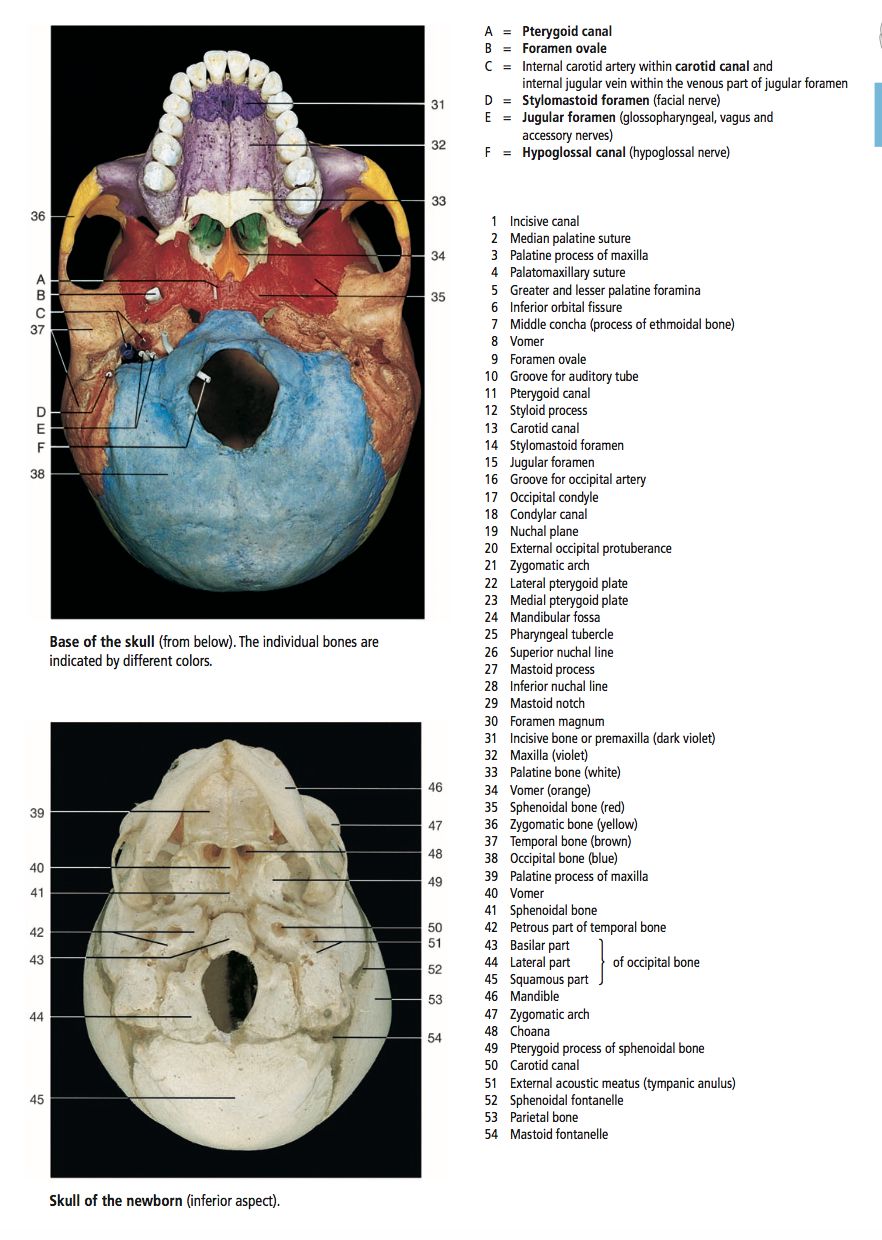 A = Pterygoid canal
B = Foramen ovale
C = Internal carotid artery within carotid canal and
internal jugular vein within the venous part of jugular foramen
D = Stylomastoid foramen (facial nerve)
E = Jugular foramen (glossopharyngeal, vagus and
accessory nerves)
F = Hypoglossal canal (hypoglossal nerve)
31
32
33
36
34
A
B
35
C
37
D
E
F
38
Base of the skull (from below). The individual bones are
indicated by different colors.
1 Incisive canal
2 Median palatine suture
3 Palatine process of maxilla
4 Palatomaxillary suture
5 Greater and lesser palatine foramina
6 Inferior orbital fissure
7 Middle concha (process of ethmoidal bone)
8 Vomer
9 Foramen ovale
10 Groove for auditory tube
11 Pterygoid canal
12 Styloid process
13 Carotid canal
14 Stylomastoid foramen
15 Jugular foramen
16 Groove for occipital artery
17 Occipital condyle
18 Condylar canal
19 Nuchal plane
20 External occipital protuberance
21 Zygomatic arch
22 Lateral pterygoid plate
23 Medial pterygoid plate
24 Mandibular fossa
25 Pharyngeal tubercle
26 Superior nuchal line
27 Mastoid process
28 Inferior nuchal line
29 Mastoid notch
30 Foramen magnum
31 Incisive bone or premaxilla (dark violet)
32 Maxilla (violet)
33 Palatine bone (white)
34 Vomer (orange)
35 Sphenoidal bone (red)
36 Zygomatic bone (yellow)
37 Temporal bone (brown)
38 Occipital bone (blue)
39 Palatine process of maxilla
40 Vomer
41 Sphenoidal bone
42 Petrous part of temporal bone
43 Basilar part
44 Lateral part } of occipital bone
45 Squamous part
46 Mandible
47 Zygomatic arch
48 Choana
49 Pterygoid process of sphenoidal bone
50 Carotid canal
51 External acoustic meatus (tympanic anulus)
52 Sphenoidal fontanelle
53 Parietal bone
54 Mastoid fontanelle
46
39
47
48
40
49
41
50
42
51
43
52
53
44
54
45
Skull of the newborn (inferior aspect).